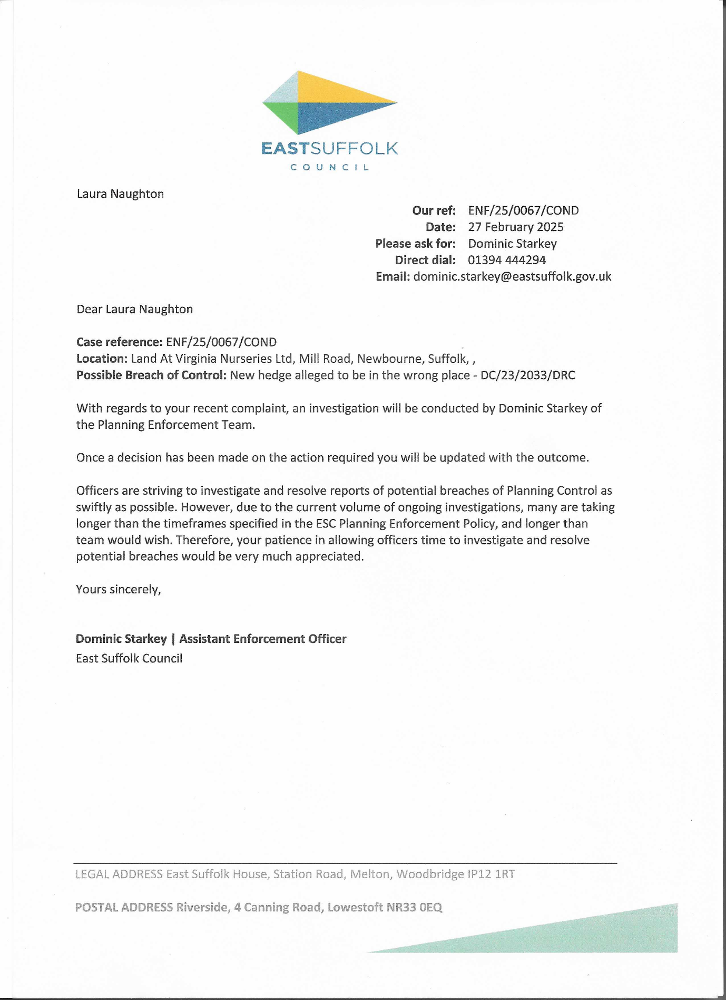 EASTSUFFOLK
COUNCIL
Laura Naughton
Our ref: ENF/25/0067/COND
Date: 27 February 2025
Please ask for: Dominic Starkey
Direct dial: 01394 444294
Email: dominic.starkey@eastsuffolk.gov.uk
Dear Laura Naughton
Case reference: ENF/25/0067/COND
Location: Land At Virginia Nurseries Ltd, Mill Road, Newbourne, Suffolk, ,
Possible Breach of Control: New hedge alleged to be in the wrong place - DC/23/2033/DRC
With regards to your recent complaint, an investigation will be conducted by Dominic Starkey of
the Planning Enforcement Team.
Once a decision has been made on the action required you will be updated with the outcome.
Officers are striving to investigate and resolve reports of potential breaches of Planning Control as
swiftly as possible. However, due to the current volume of ongoing investigations, many are taking
longer than the timeframes specified in the ESC Planning Enforcement Policy, and longer than
team would wish. Therefore, your patience in allowing officers time to investigate and resolve
potential breaches would be very much appreciated.
Yours sincerely,
Dominic Starkey | Assistant Enforcement Officer
East Suffolk Council
LEGAL ADDRESS East Suffolk House, Station Road, Melton, Woodbridge IP12 1RT
POSTAL ADDRESS Riverside, 4 Canning Road, Lowestoft NR33 0EQ